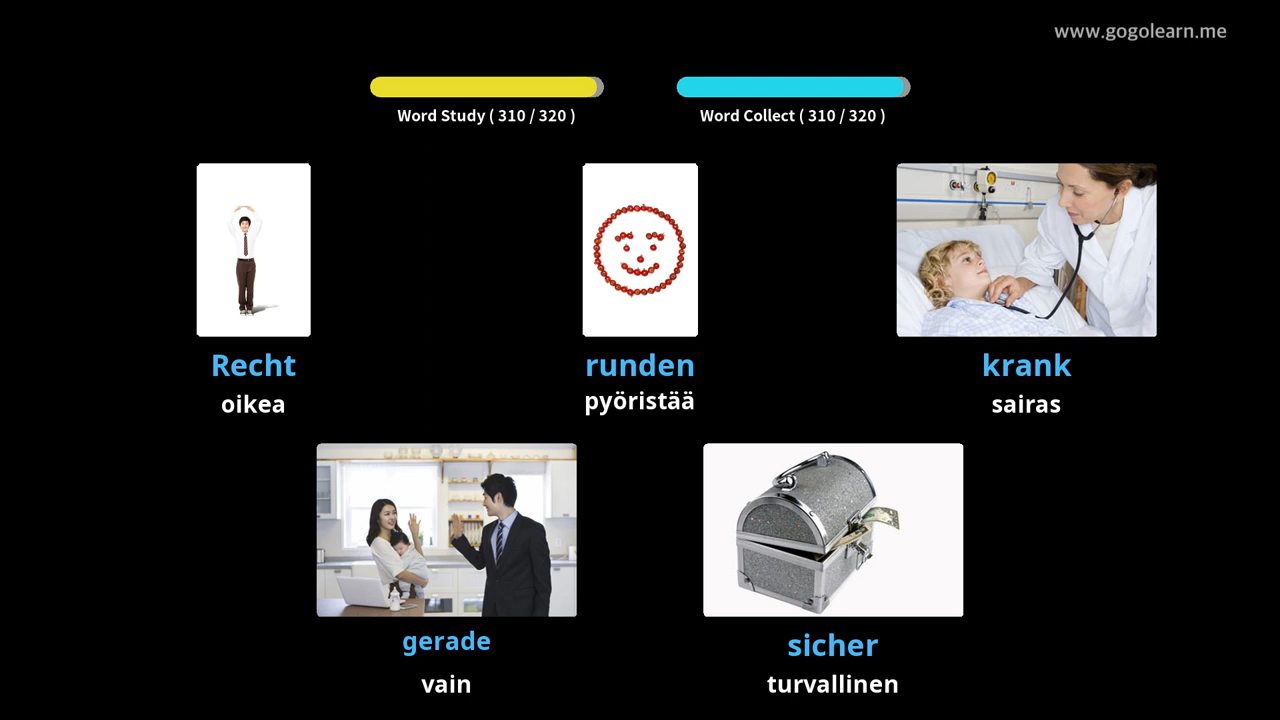 www.gogolearn.me
Word Study ( 310 / 320 )
Word Collect ( 310 / 320 )
Recht
oikea
runden
pyöristää
krank
sairas
gerade
vain
sicher
turvallinen